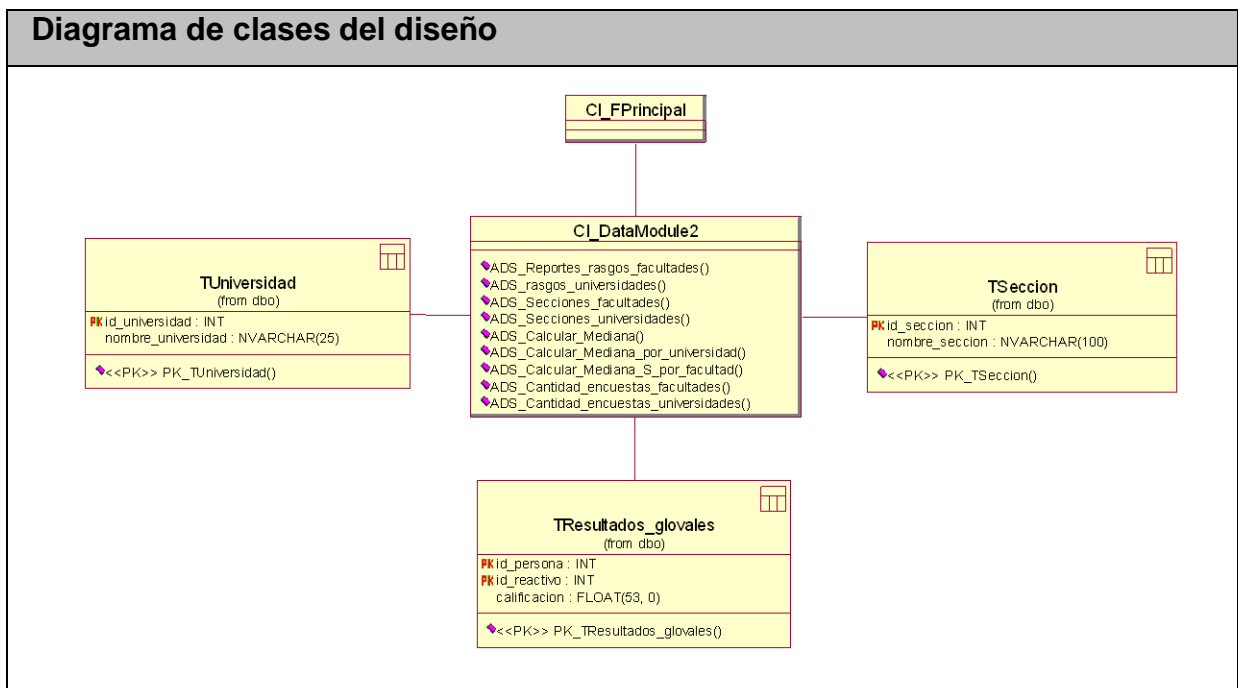 Diagrama de clases del diseño
CI_FPrincipal
CI_DataModule2
ADS_Reportes_rasgos_facultades()
ADS_rasgos_universidades()
ADS_Secciones_facultades()
ADS_Secciones_universidades()
ADS_Calcular_Mediana()
ADS_Calcular_Mediana_por_universidad()
ADS_Calcular_Mediana_S_por_facultad()
ADS_Cantidad_encuestas_facultades()
ADS_Cantidad_encuestas_universidades()
TUniversidad
(from dbo)
PK id_universidad : INT
nombre_universidad : NVARCHAR(25)
<<PK>> PK_TUniversidad()
TSeccion
(from dbo)
PK id_seccion : INT
nombre_seccion : NVARCHAR(100)
<<PK>> PK_TSeccion()
TResultados_glovales
(from dbo)
PK id_persona : INT
PK id_reactivo : INT
calificacion : FLOAT(53, 0)
<<PK>> PK_TResultados_glovales()